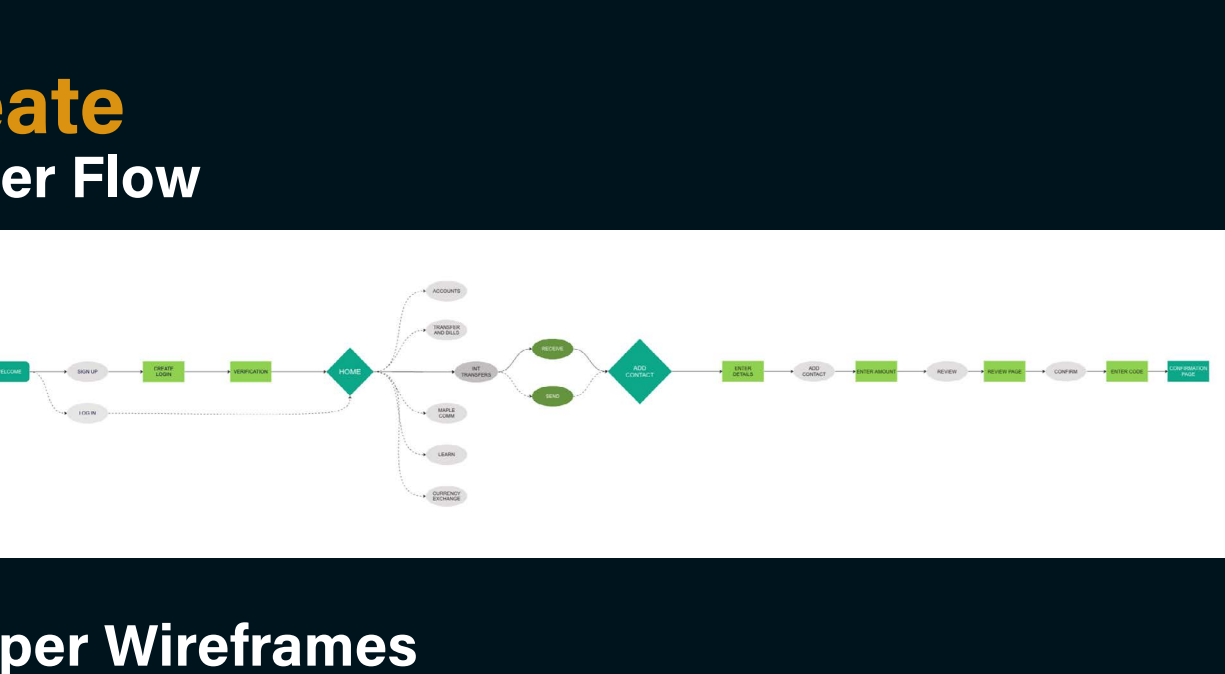 eate
er Flow
ACCOUNTS
TRANSFER
AND BILLS
RECEIVE
WELCOME
SIGN UP
CREATE
LOGIN
VERIFICATION
HOME
INT
TRANSFERS
ADD
CONTACT
ENTER
DETAILS
ADD
CONTACT
ENTER AMOUNT
REVIEW
REVIEW PAGE
CONFIRM
ENTER CODE
CONFIRMATION
PAGE
SEND
LOG IN
MAPLE
COMM
LEARN
CURRENCY
EXCHANGE
per Wireframes